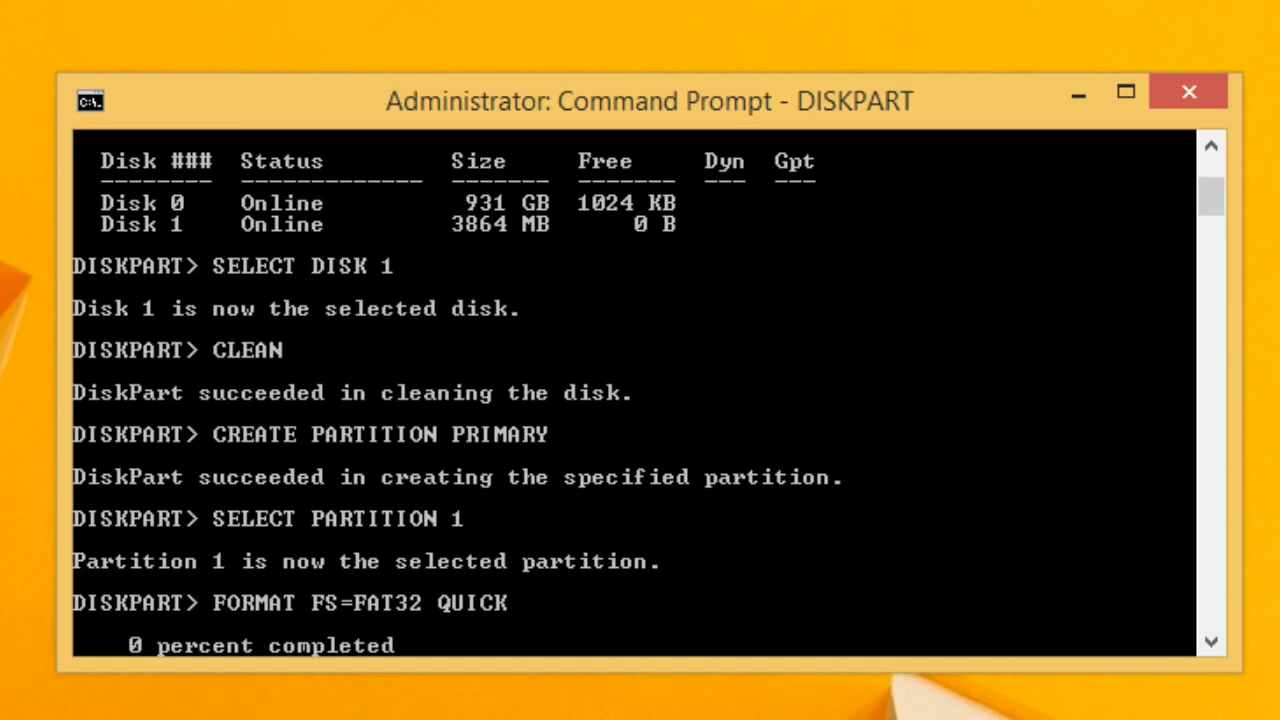 C:\.
Administrator: Command Prompt - DISKPART
Disk ### Status Size Free Dyn Gpt
-------- ------------- ------- ------- --- ---
Disk 0 Online 931 GB 1024 KB
Disk 1 Online 3864 MB 0 B
DISKPART> SELECT DISK 1
Disk 1 is now the selected disk.
DISKPART> CLEAN
DiskPart succeeded in cleaning the disk.
DISKPART> CREATE PARTITION PRIMARY
DiskPart succeeded in creating the specified partition.
DISKPART> SELECT PARTITION 1
Partition 1 is now the selected partition.
DISKPART> FORMAT FS=FAT32 QUICK
0 percent completed